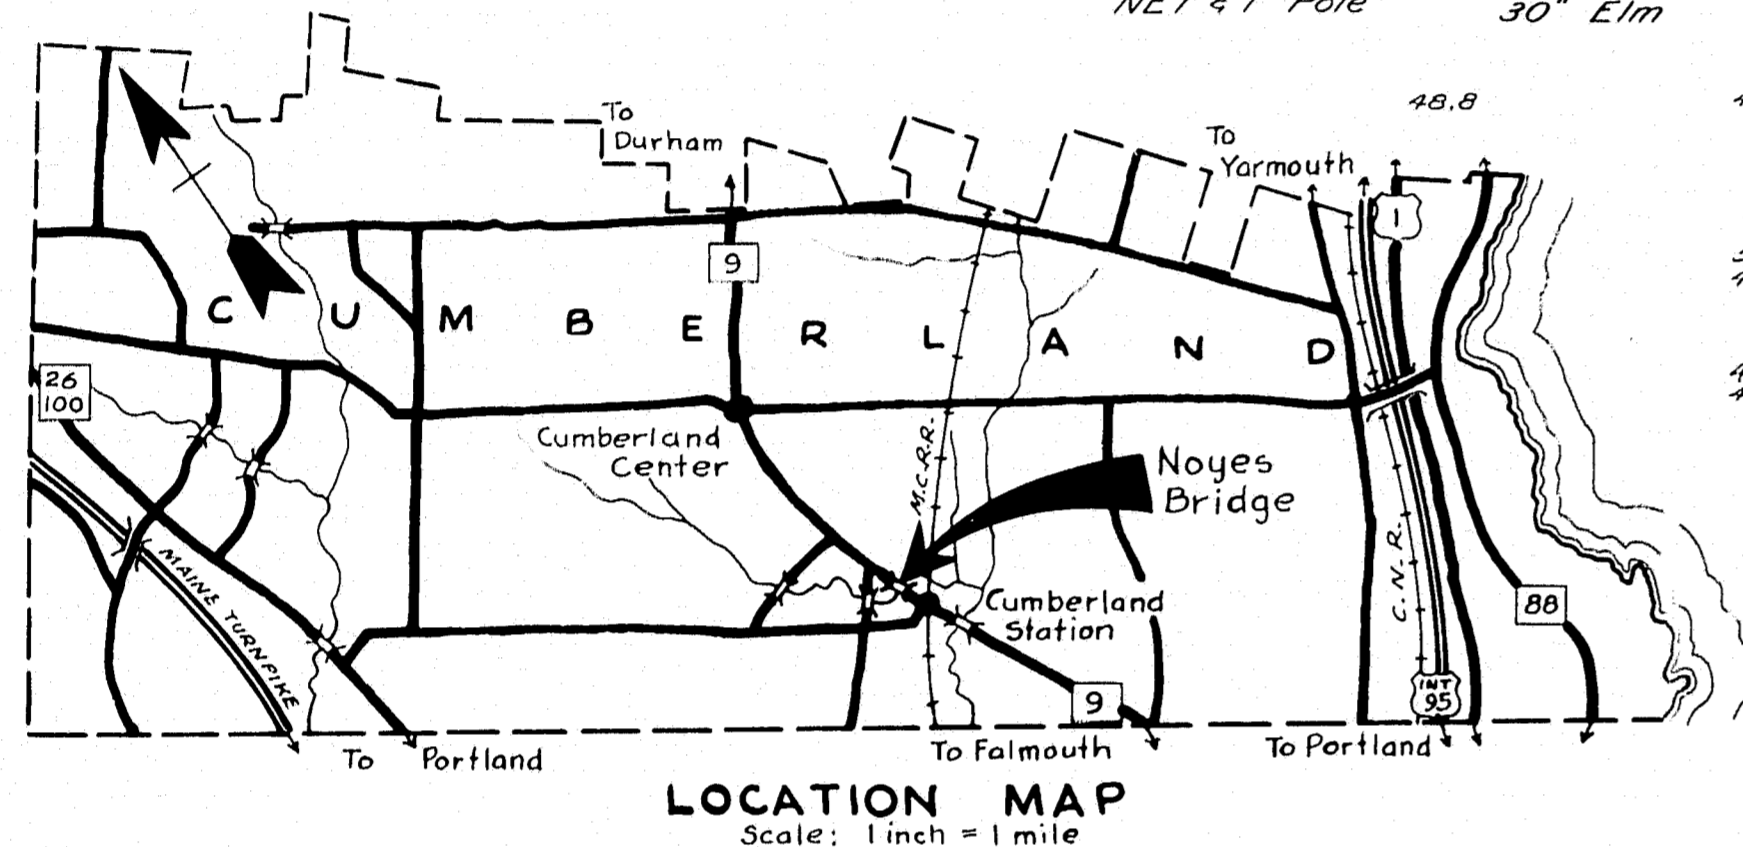 NET & T Pole
30" Elm
48.8
To
Durham
To
Yarmouth
1
9
C U M B E R L A N D
26
100
Cumberland
Center
M.C.R.R.
Noyes
Bridge
MAINE TURNPIKE
Cumberland
Station
C.N.R.
88
INT
95
9
To Portland
To Falmouth
To Portland
LOCATION MAP
Scale: 1 inch = 1 mile